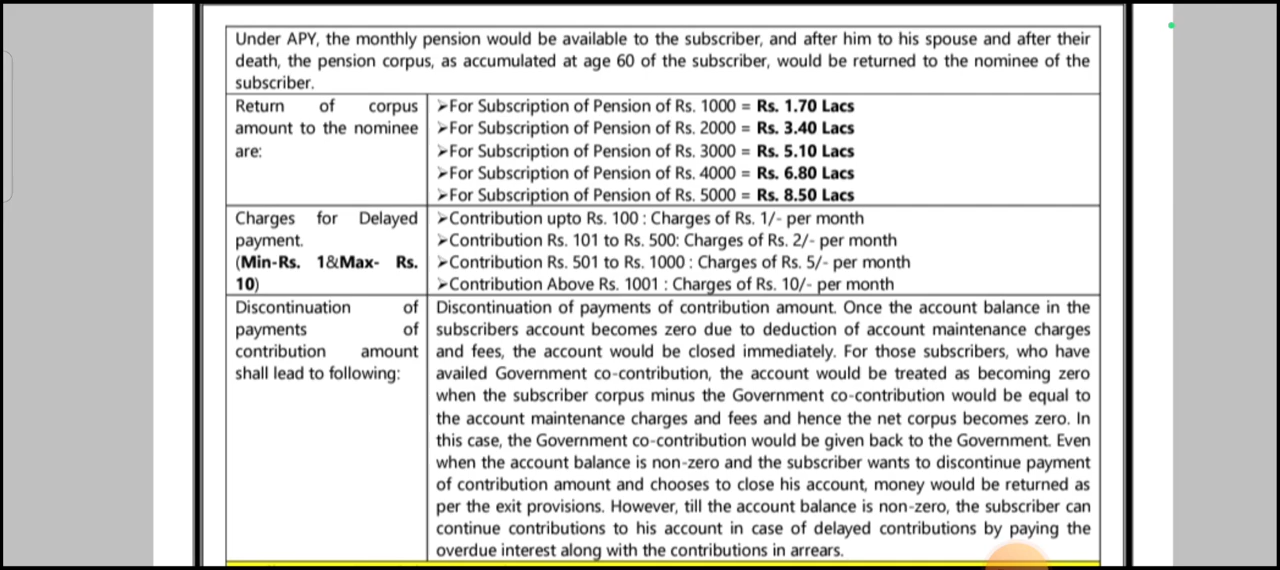 Under APY, the monthly pension would be available to the subscriber, and after him to his spouse and after their
death, the pension corpus, as accumulated at age 60 of the subscriber, would be returned to the nominee of the
subscriber.
Return of corpus
amount to the nominee
are:
➢For Subscription of Pension of Rs. 1000 = Rs. 1.70 Lacs
➢For Subscription of Pension of Rs. 2000 = Rs. 3.40 Lacs
➢For Subscription of Pension of Rs. 3000 = Rs. 5.10 Lacs
➢For Subscription of Pension of Rs. 4000 = Rs. 6.80 Lacs
➢For Subscription of Pension of Rs. 5000 = Rs. 8.50 Lacs
Charges for Delayed
payment.
(Min-Rs. 1&Max- Rs.
10)
➢Contribution upto Rs. 100 : Charges of Rs. 1/- per month
➢Contribution Rs. 101 to Rs. 500: Charges of Rs. 2/- per month
➢Contribution Rs. 501 to Rs. 1000 : Charges of Rs. 5/- per month
➢Contribution Above Rs. 1001 : Charges of Rs. 10/- per month
Discontinuation of
payments of
contribution amount
shall lead to following:
Discontinuation of payments of contribution amount. Once the account balance in the
subscribers account becomes zero due to deduction of account maintenance charges
and fees, the account would be closed immediately. For those subscribers, who have
availed Government co-contribution, the account would be treated as becoming zero
when the subscriber corpus minus the Government co-contribution would be equal to
the account maintenance charges and fees and hence the net corpus becomes zero. In
this case, the Government co-contribution would be given back to the Government. Even
when the account balance is non-zero and the subscriber wants to discontinue payment
of contribution amount and chooses to close his account, money would be returned as
per the exit provisions. However, till the account balance is non-zero, the subscriber can
continue contributions to his account in case of delayed contributions by paying the
overdue interest along with the contributions in arrears.